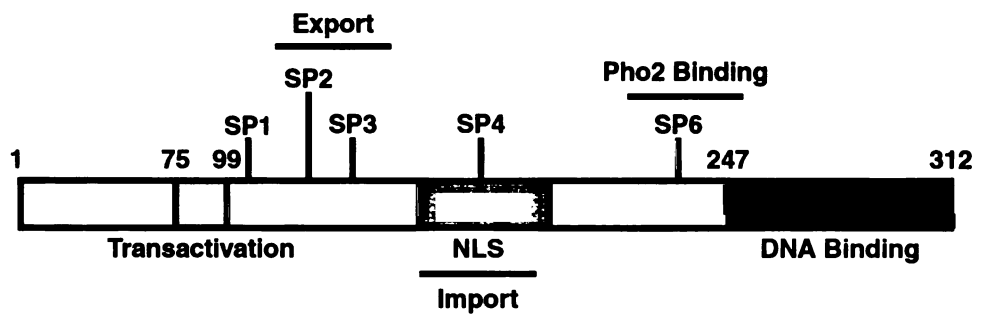 Export
Pho2 Binding
SP2
SP1 SP3 SP4 SP6
1 75 99 247 312
Transactivation NLS DNA Binding
Import